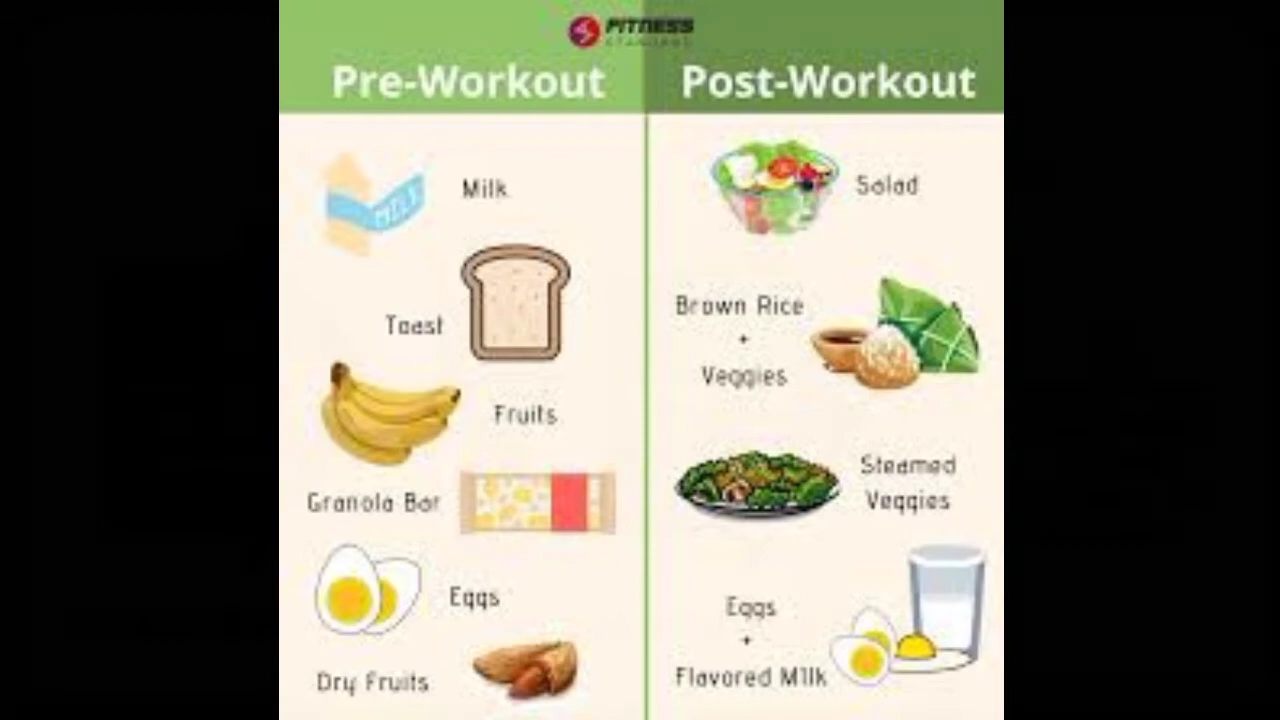 FITNESS
Pre-Workout
Post-Workout
MILK
Milk
Toast
Fruits
Granola Bar
Eggs
Dry Fruits
Salad
Brown Rice
+
Veggies
Steamed
Veggies
Eggs
+
Flavored Milk